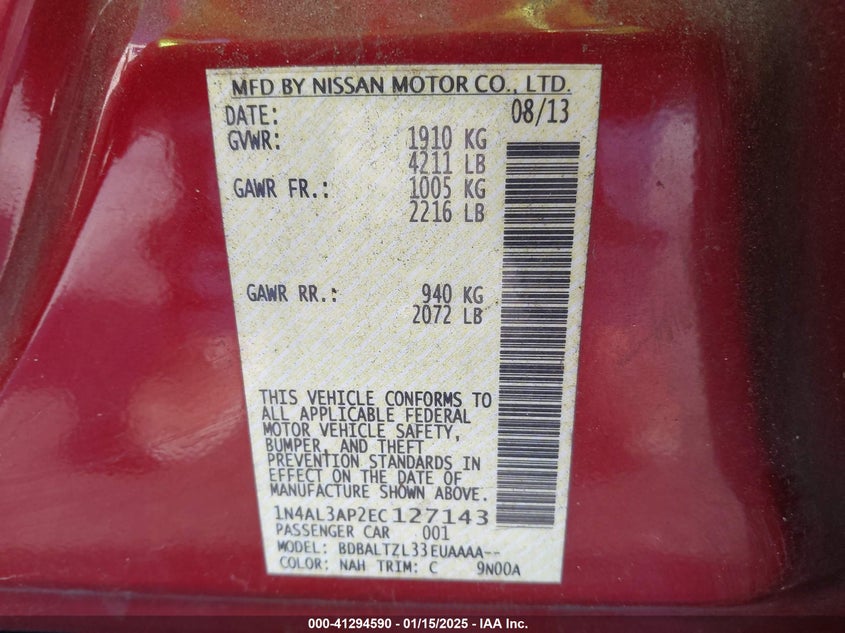 MFD BY NISSAN MOTOR CO., LTD.
DATE: 08/13
GVWR: 1910 KG
4211 LB
GAWR FR.: 1005 KG
2216 LB
GAWR RR.: 940 KG
2072 LB
THIS VEHICLE CONFORMS TO
ALL APPLICABLE FEDERAL
MOTOR VEHICLE SAFETY,
BUMPER, AND THEFT
PREVENTION STANDARDS IN
EFFECT ON THE DATE OF
MANUFACTURE SHOWN ABOVE.
1N4AL3AP2EC127143
PASSENGER CAR 001
MODEL: BDBALTZL33EUAAAA--
COLOR: NAH TRIM: C 9N00A
000-41294590 - 01/15/2025 - IAA Inc.